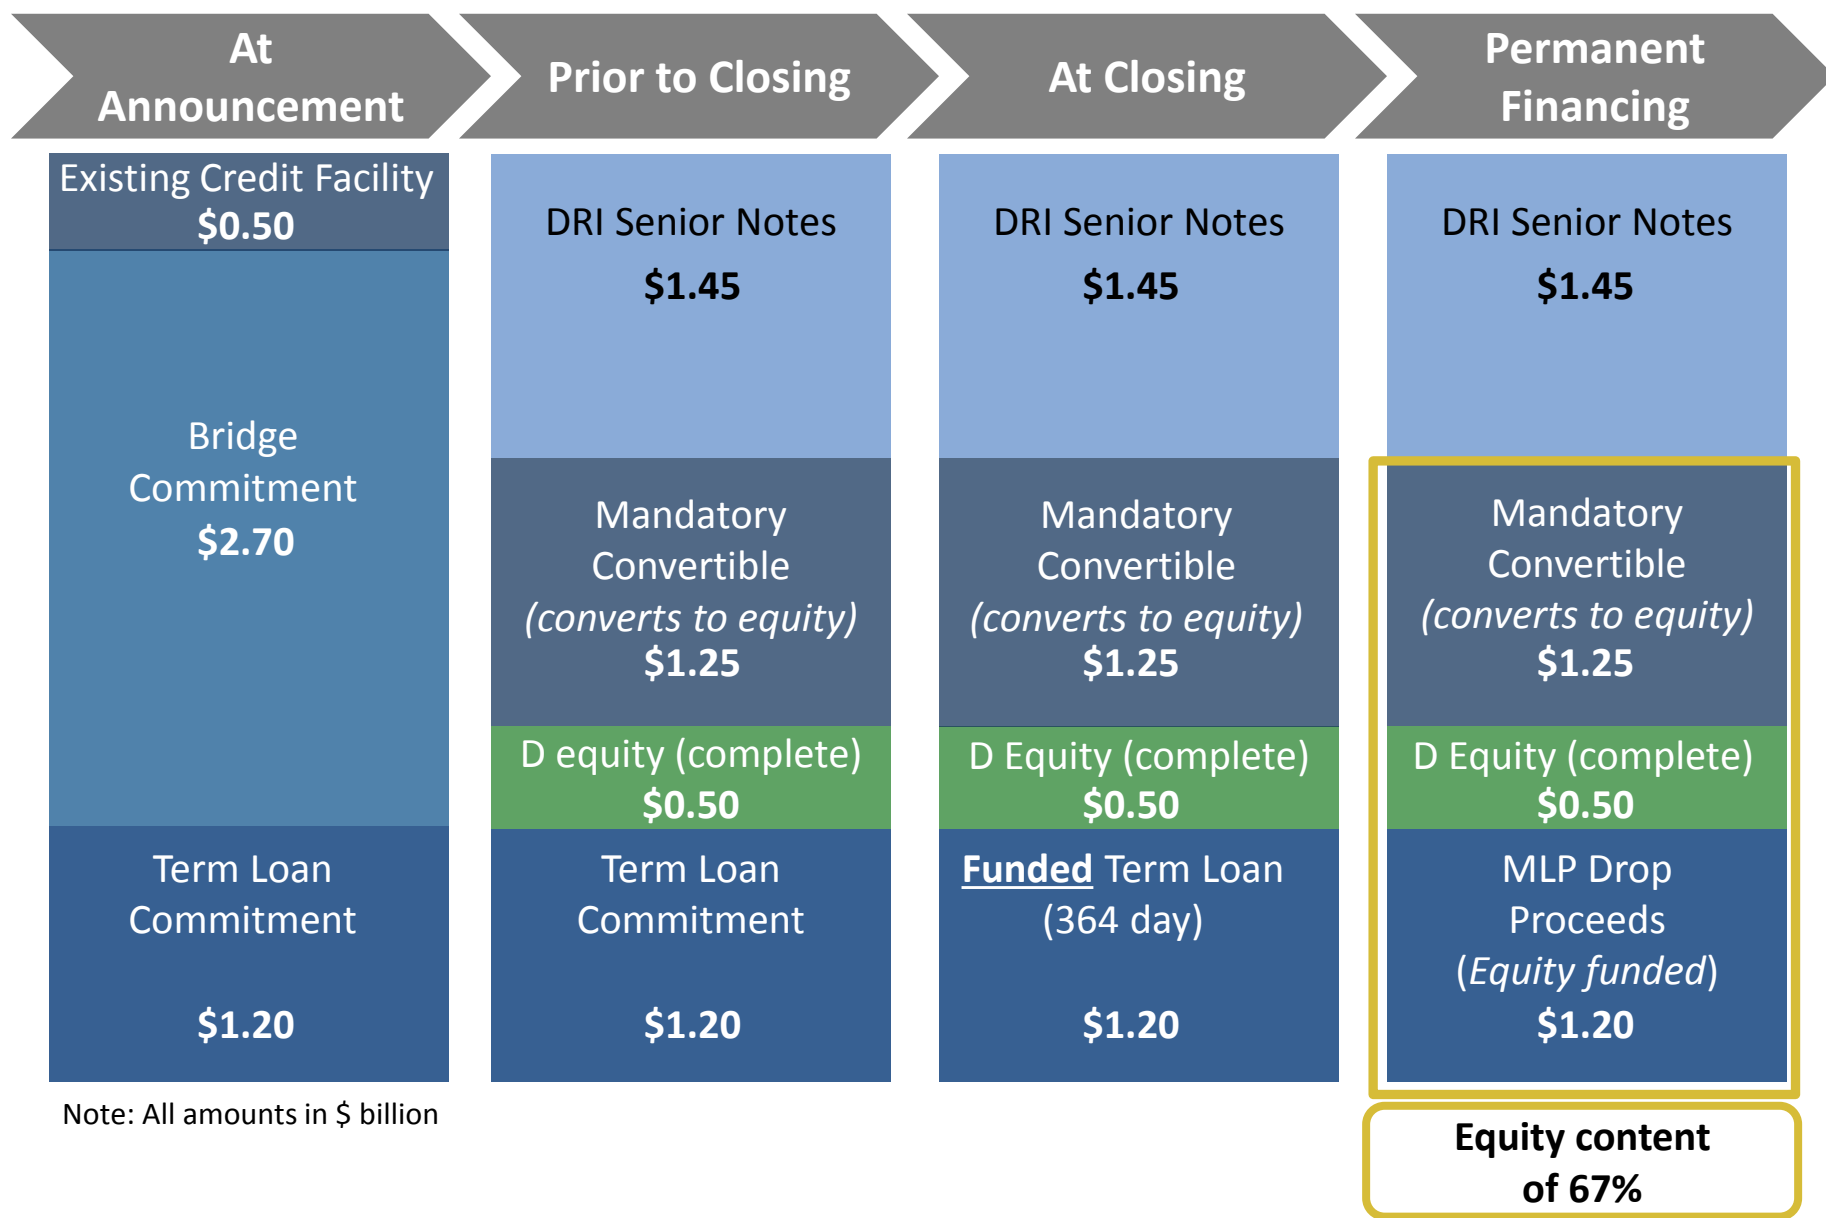 At
Announcement
Prior to Closing
At Closing
Permanent
Financing
Existing Credit Facility
$0.50
Bridge
Commitment
$2.70
Term Loan
Commitment
$1.20
DRI Senior Notes
$1.45
Mandatory
Convertible
(converts to equity)
$1.25
D equity (complete)
$0.50
Term Loan
Commitment
$1.20
DRI Senior Notes
$1.45
Mandatory
Convertible
(converts to equity)
$1.25
D Equity (complete)
$0.50
Funded Term Loan
(364 day)
$1.20
DRI Senior Notes
$1.45
Mandatory
Convertible
(converts to equity)
$1.25
D Equity (complete)
$0.50
MLP Drop
Proceeds
(Equity funded)
$1.20
Note: All amounts in $ billion
Equity content
of 67%